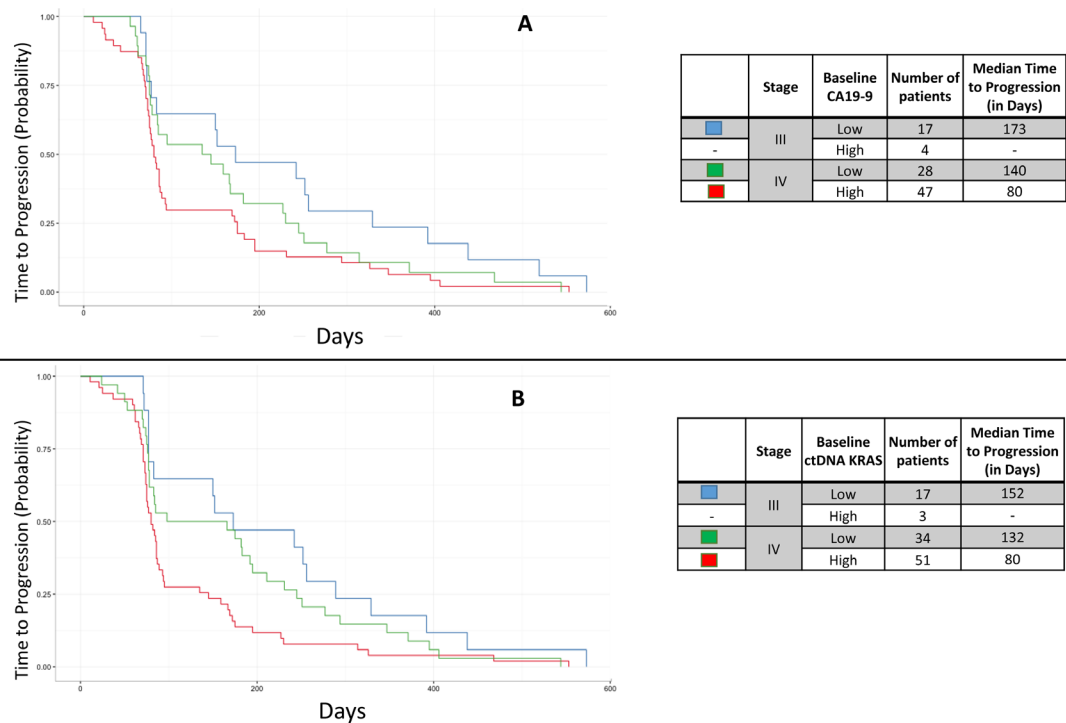 A
Time to Progression (Probability)
1.00
0.75
0.50
0.25
0.00
0 200 400 600
Days
Stage Baseline CA19-9 Number of patients Median Time to Progression (in Days)
III Low 17 173
- High 4 -
IV Low 28 140
High 47 80
B
Time to Progression (Probability)
1.00
0.75
0.50
0.25
0.00
0 200 400 600
Days
Stage Baseline ctDNA KRAS Number of patients Median Time to Progression (in Days)
III Low 17 152
- High 3 -
IV Low 34 132
High 51 80